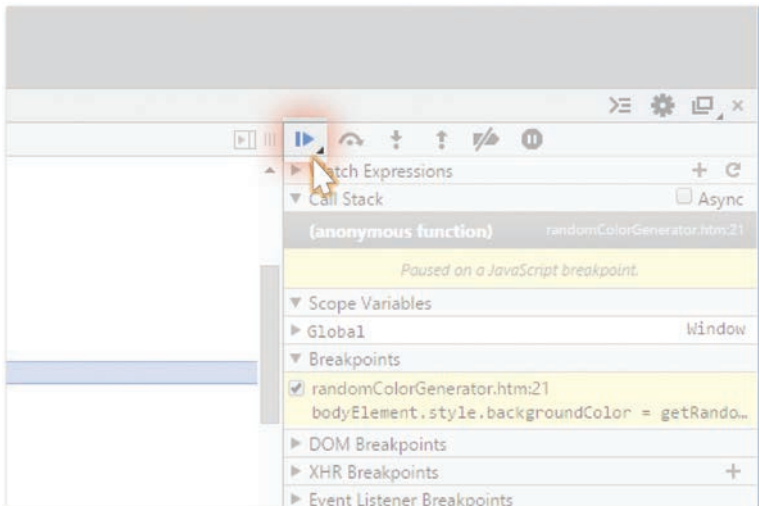 Watch Expressions
Call Stack Async
(anonymous function) randomColorGenerator.htm:21
Paused on a JavaScript breakpoint.
Scope Variables
Global Window
Breakpoints
randomColorGenerator.htm:21
bodyElement.style.backgroundColor = getRando…
DOM Breakpoints
XHR Breakpoints
Event Listener Breakpoints